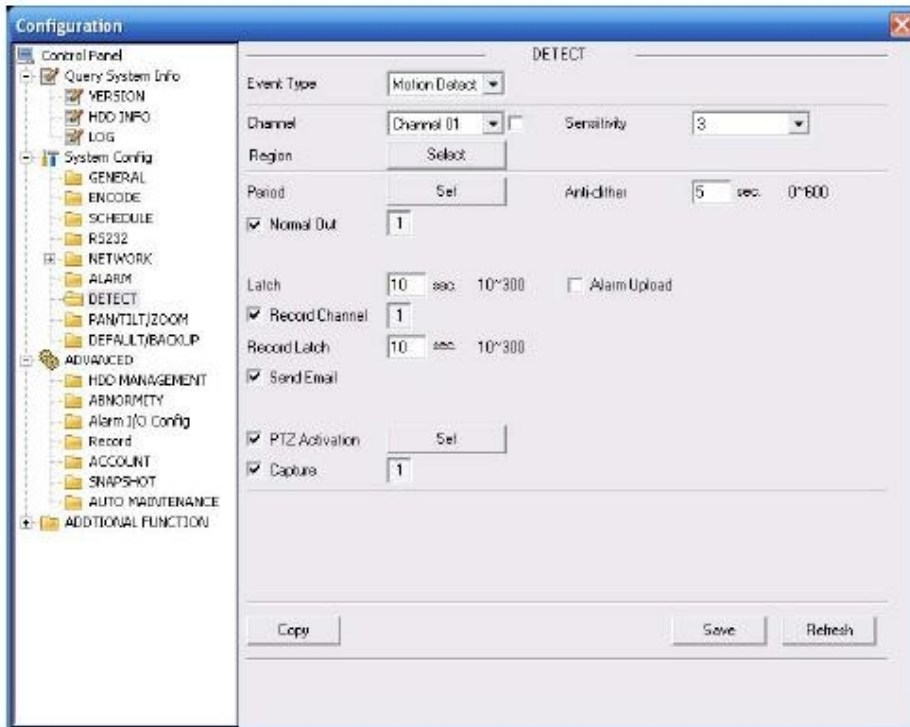 Configuration
Control Panel
Query System Info
VERSION
HDD INFO
LOG
System Config
GENERAL
ENCODE
SCHEDULE
RS232
NETWORK
ALARM
DETECT
PAN/TILT/ZOOM
DEFAULT/BACKUP
ADVANCED
HDD MANAGEMENT
ABNORMITY
Alarm I/O Config
Record
ACCOUNT
SNAPSHOT
AUTO MAINTENANCE
ADDTIONAL FUNCTION
DETECT
Event Type Motion Detect
Channel Channel 01 Sensitivity 3
Region Select
Period Set Anti-dither 5 sec. 0~600
Normal Out 1
Latch 10 sec. 10~300 Alarm Upload
Record Channel 1
Record Latch 10 sec. 10~300
Send Email
PTZ Activation Set
Capture 1
Copy Save Refresh